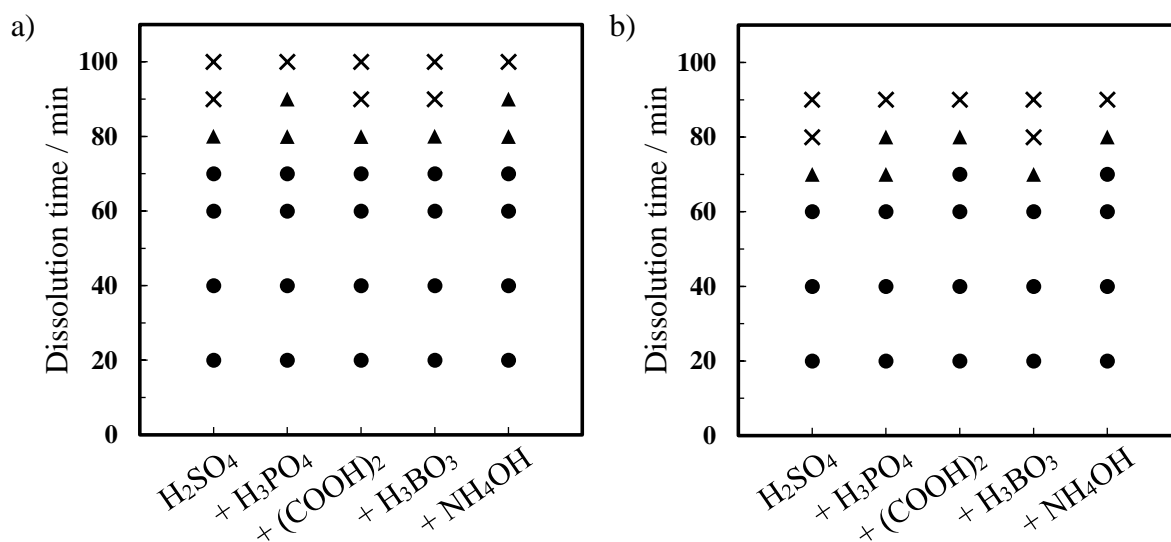 a)
Dissolution time / min
100
80
60
40
20
0
H₂SO₄
+ H₃PO₄
+ (COOH)₂
+ H₃BO₃
+ NH₄OH
b)
Dissolution time / min
100
80
60
40
20
0
H₂SO₄
+ H₃PO₄
+ (COOH)₂
+ H₃BO₃
+ NH₄OH